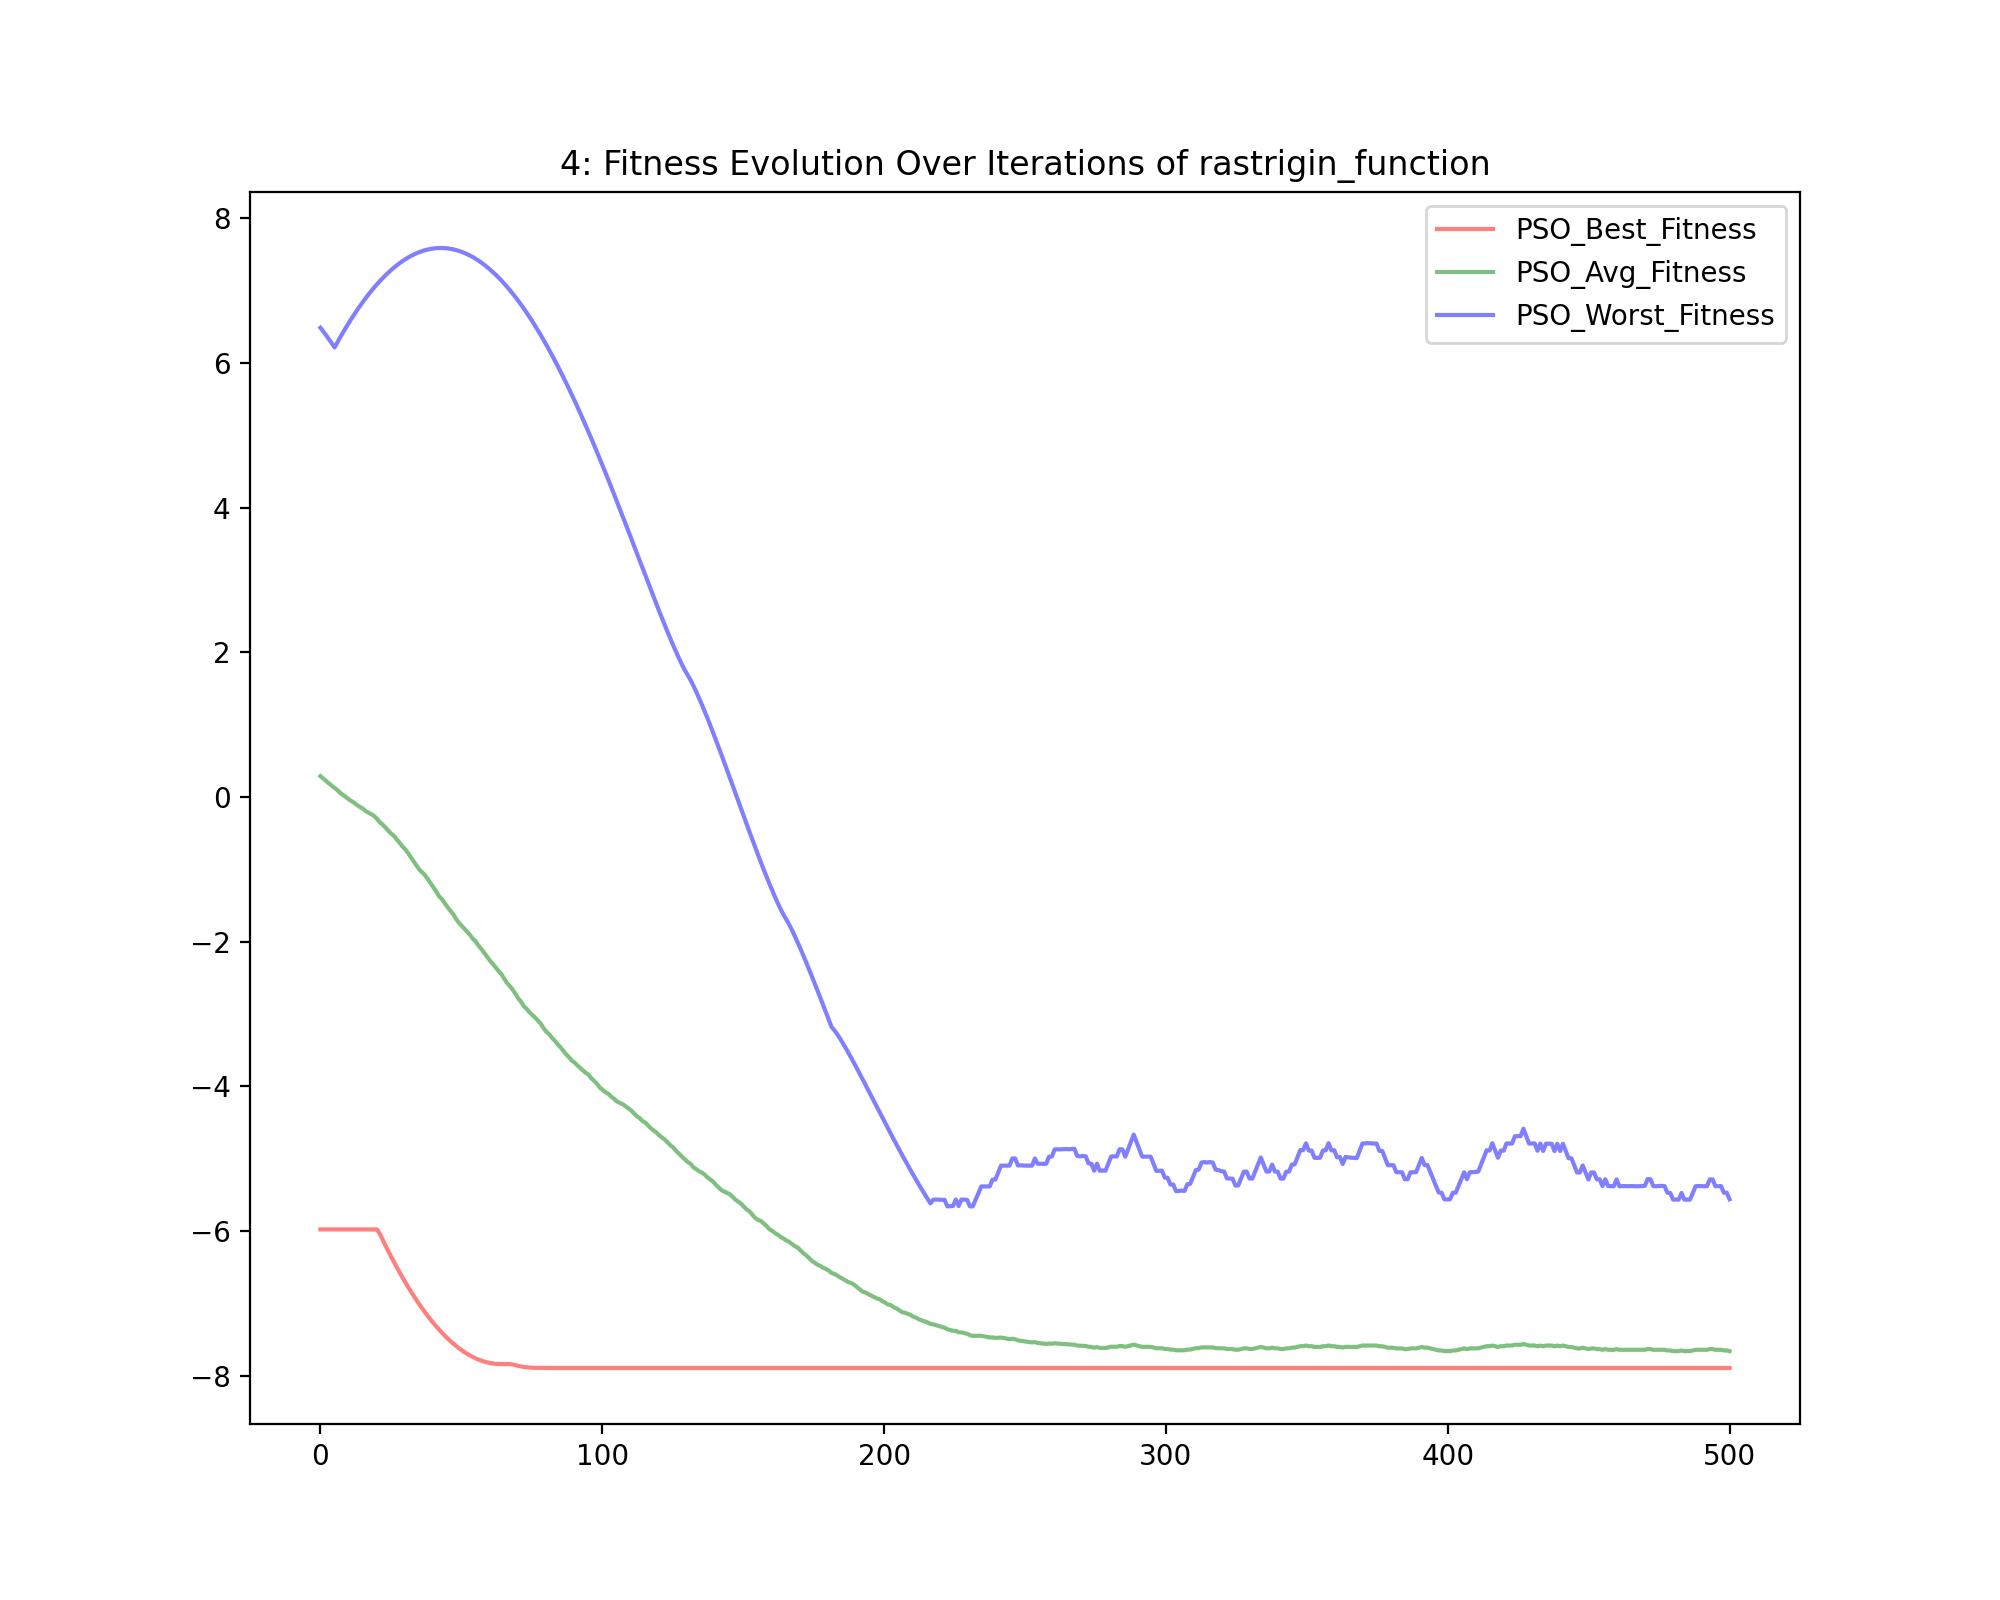 4: Fitness Evolution Over Iterations of rastrigin_function
PSO_Best_Fitness
PSO_Avg_Fitness
PSO_Worst_Fitness
8
6
4
2
0
−2
−4
−6
−8
0 100 200 300 400 500